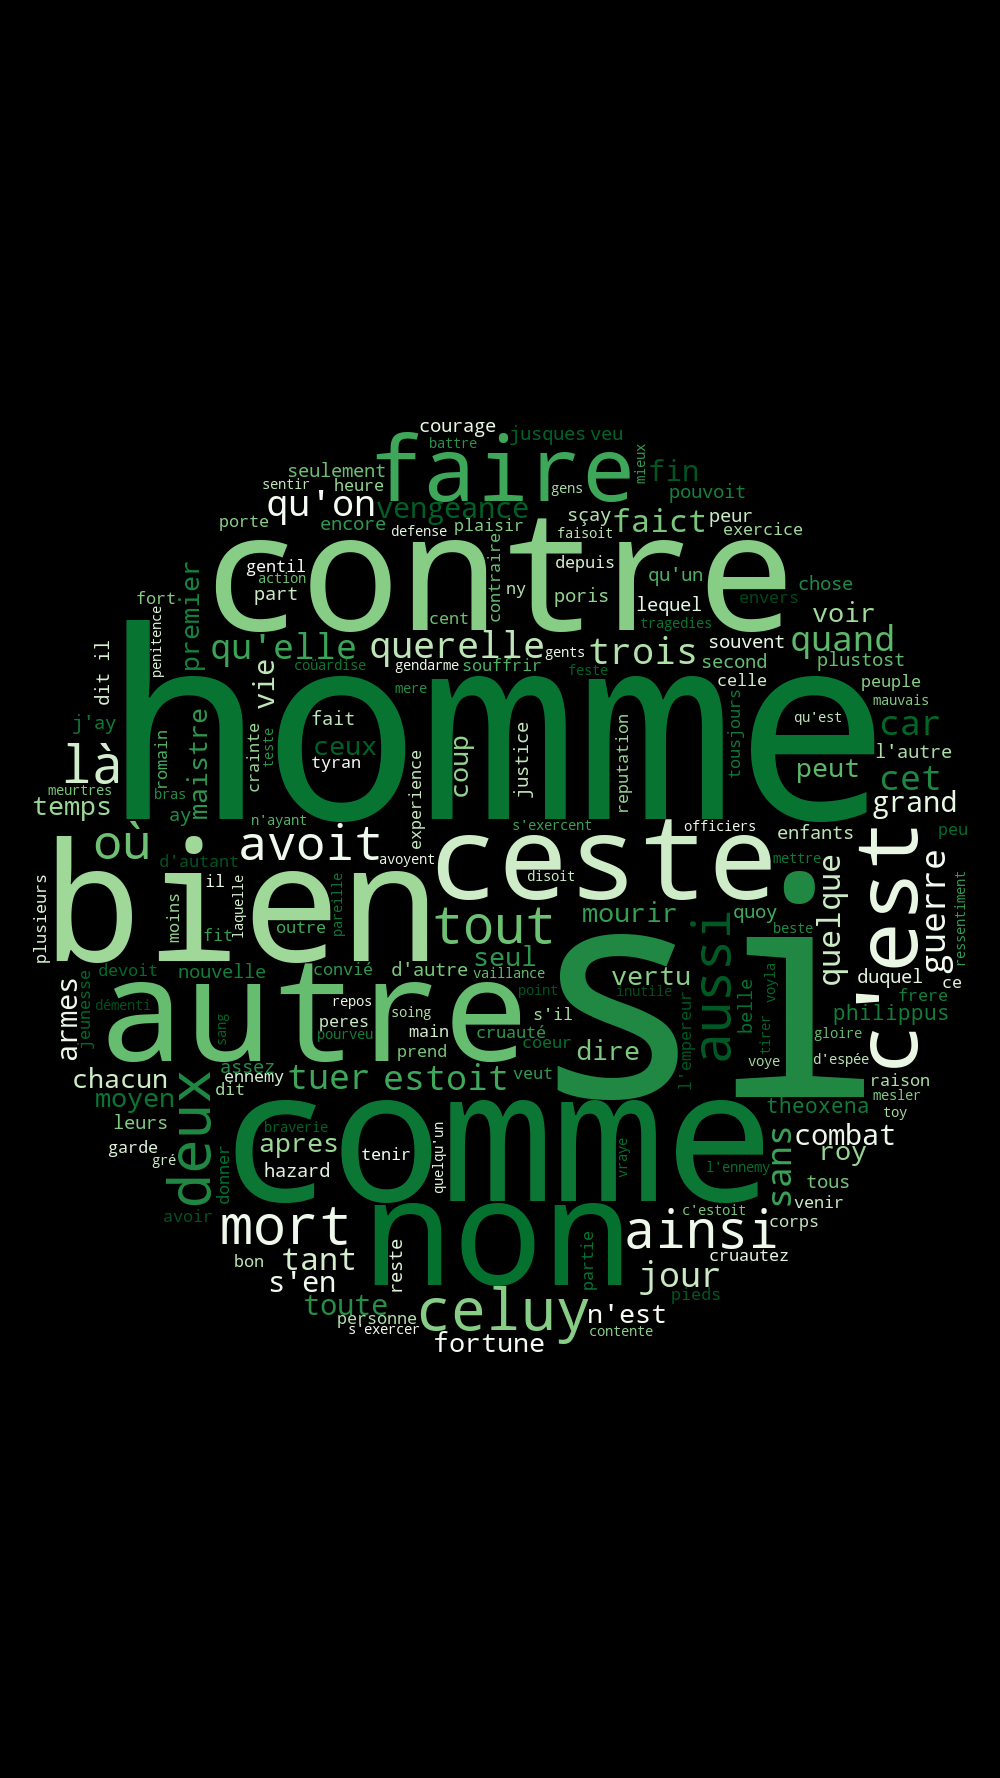 courage
jusques veu
battre
faire
mieux
fin
seulement
sentir
heure
gens
pouvoit
qu'on
vengeance
porte
encore
defense
plaisir
sçay
faict
peur
faisoit
exercice
contre
contraire
gentil
action
part
depuis
qu'un
chose
premier
ny
poris
lequel
envers
fort
penitence
cent
tragedies
voir
qu'elle
querelle
trois
souvent
quand
dit il
vie
coüardise
gendarme
gents
souffrir
feste
second
plustost
celle
peuple
homme
mere
mauvais
j'ay
maistre
fait
qu'est
car
romain
crainte
teste
ceux
tyran
experience
coup
justice
reputation
tousjours
peut
l'autre
là
cet
meurtres
temps
bras
ay
n'ayant
s'exercent
officiers
grand
enfants
peu
où
avoit
d'autant
avoyent
ceste
mettre
c'est
bien
plusieurs
il
laquelle
disoit
quelque
guerre
ressentiment
moins
fit
outre
pareille
tout
mourir
quoy
beste
si
aussi
devoit
nouvelle
convié
d'autre
seul
vaillance
vertu
duquel
ce
armes
jeunesse
démenti
autre
repos
point
inutile
belle
voyla
frere
philippus
sang
peres
soing
s'il
l'empereur
pourveu
main
cruauté
coeur
tirer
gloire
prend
dire
voye
d'espée
chacun
assez
ennemy
tuer
estoit
veut
raison
moyen
dit
mesler
theoxena
toy
leurs
deux
comme
braverie
garde
apres
quelqu'un
combat
gré
donner
hazard
tenir
vraye
l'ennemy
sans
roy
tous
avoir
mort
non
c'estoit
venir
ainsi
corps
bon
tant
reste
partie
cruautez
s'en
jour
toute
pieds
personne
celuy
n'est
s'exercer
contente
fortune